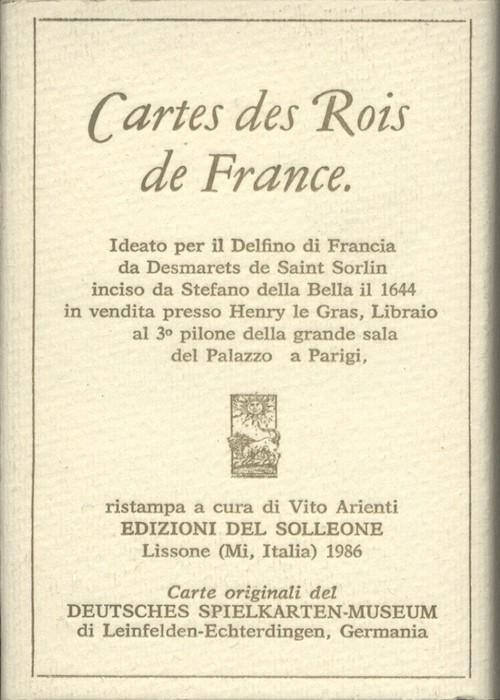 Cartes des Rois
de France.
Ideato per il Delfino di Francia
da Desmarets de Saint Sorlin
inciso da Stefano della Bella il 1644
in vendita presso Henry le Gras, Libraio
al 3º pilone della grande sala
del Palazzo a Parigi,
ristampa a cura di Vito Arienti
EDIZIONI DEL SOLLEONE
Lissone (Mi, Italia) 1986
Carte originali del
DEUTSCHES SPIELKARTEN-MUSEUM
di Leinfelden-Echterdingen, Germania